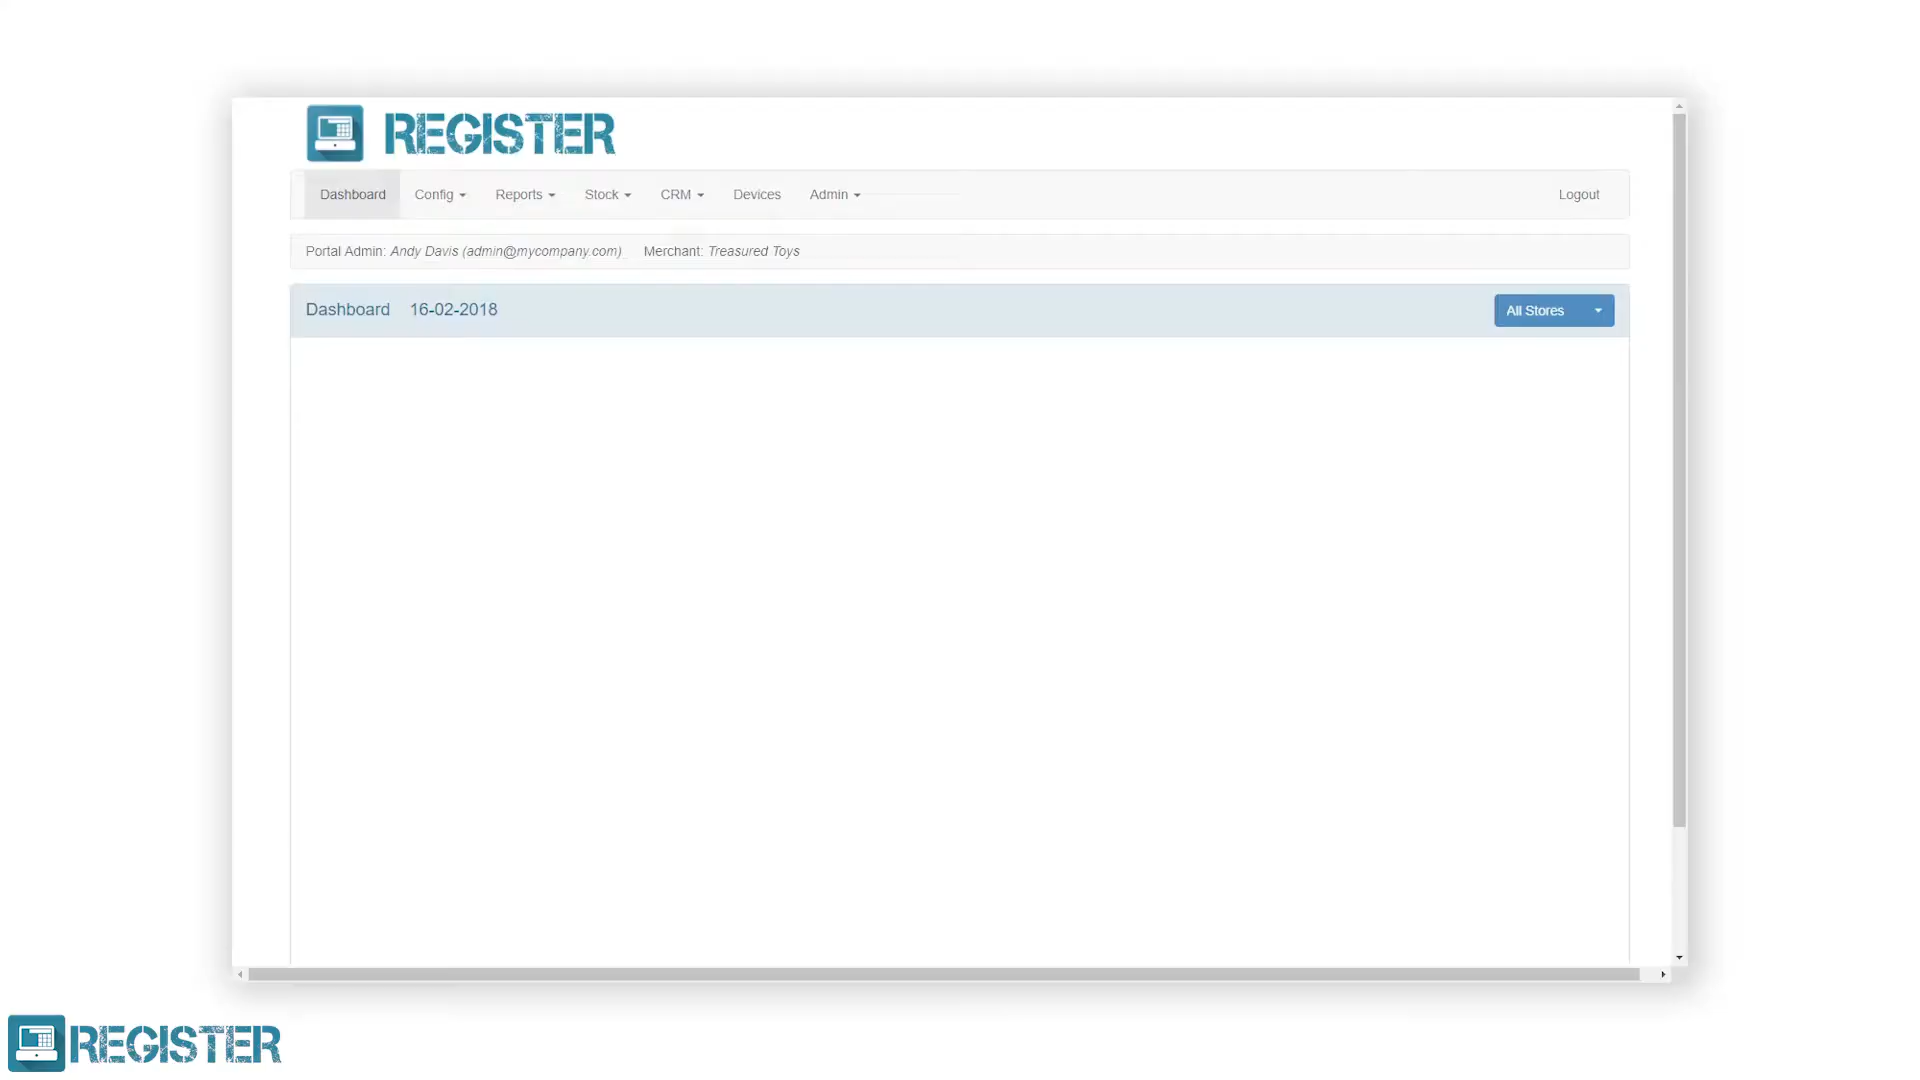 REGISTER
Dashboard Config Reports Stock CRM Devices Admin Logout
Portal Admin: Andy Davis (admin@mycompany.com) Merchant: Treasured Toys
Dashboard 16-02-2018 All Stores
REGISTER